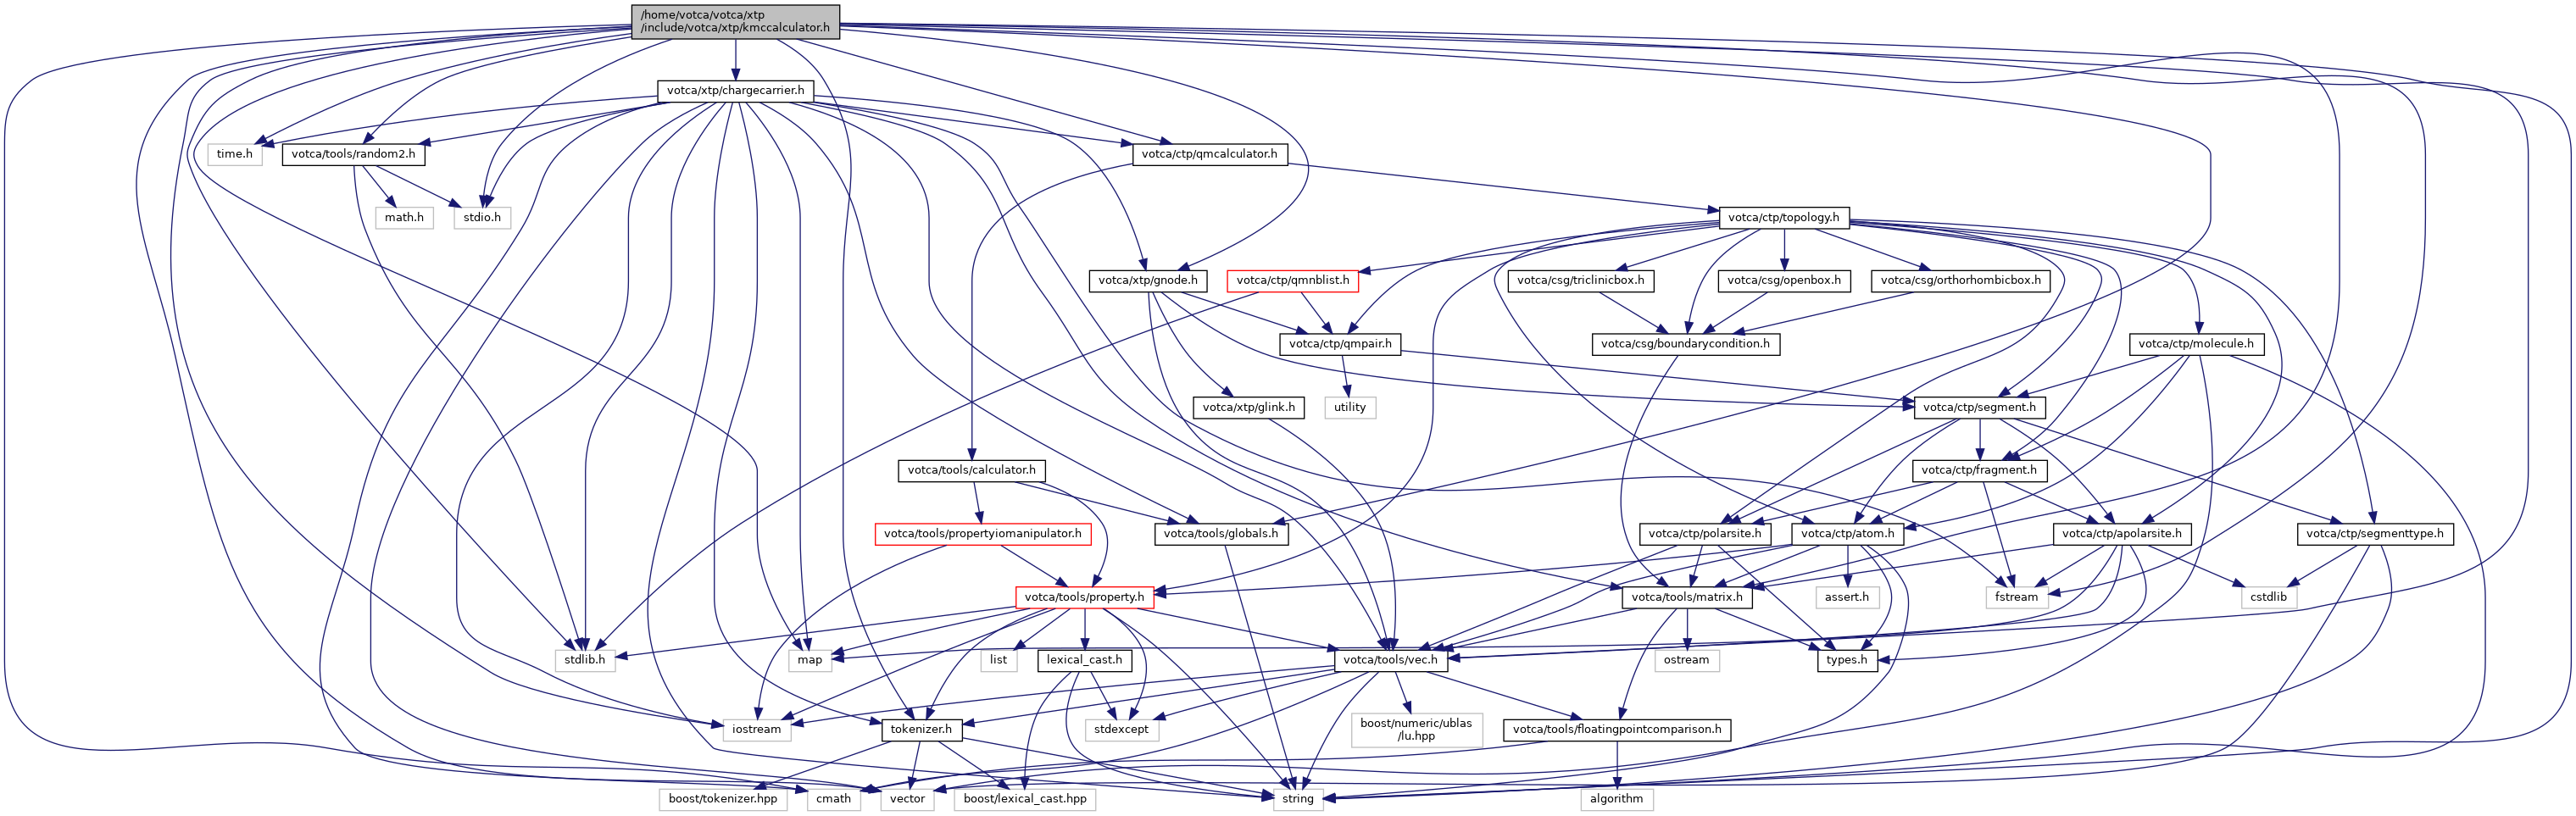 /home/votca/votca/xtp
/include/votca/xtp/kmccalculator.h
votca/xtp/chargecarrier.h
time.h
votca/tools/random2.h
votca/ctp/qmcalculator.h
math.h
stdio.h
votca/ctp/topology.h
votca/xtp/gnode.h
votca/ctp/qmnblist.h
votca/csg/triclinicbox.h
votca/csg/openbox.h
votca/csg/orthorhombicbox.h
votca/ctp/qmpair.h
votca/csg/boundarycondition.h
votca/ctp/molecule.h
votca/xtp/glink.h
utility
votca/ctp/segment.h
votca/tools/calculator.h
votca/ctp/fragment.h
votca/tools/propertyiomanipulator.h
votca/tools/globals.h
votca/ctp/polarsite.h
votca/ctp/atom.h
votca/ctp/apolarsite.h
votca/ctp/segmenttype.h
votca/tools/property.h
votca/tools/matrix.h
assert.h
fstream
cstdlib
stdlib.h
map
list
lexical_cast.h
votca/tools/vec.h
ostream
types.h
iostream
tokenizer.h
stdexcept
boost/numeric/ublas
/lu.hpp
votca/tools/floatingpointcomparison.h
boost/tokenizer.hpp
cmath
vector
boost/lexical_cast.hpp
string
algorithm